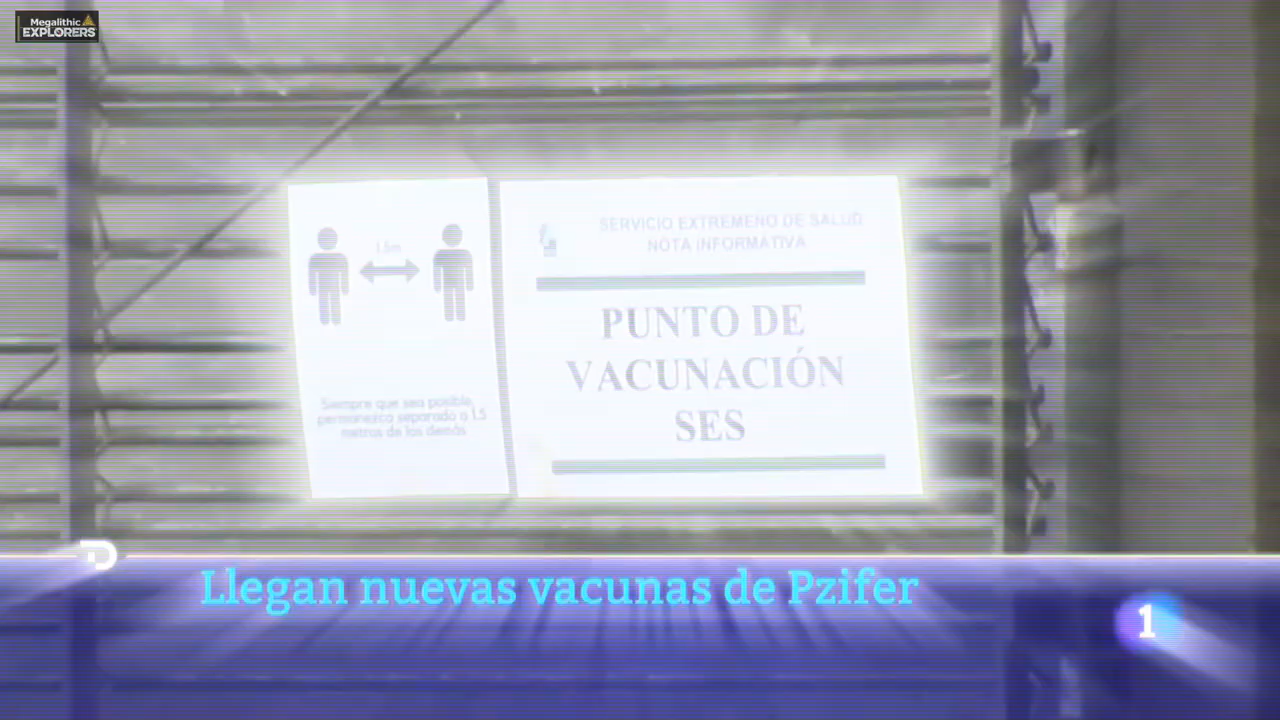 Megalithic
EXPLORERS
1.5m
Siempre que sea posible,
permanezca separado a 1.5
metros de los demás
SERVICIO EXTREMEÑO DE SALUD
NOTA INFORMATIVA
PUNTO DE
VACUNACIÓN
SES
Llegan nuevas vacunas de Pzifer
1